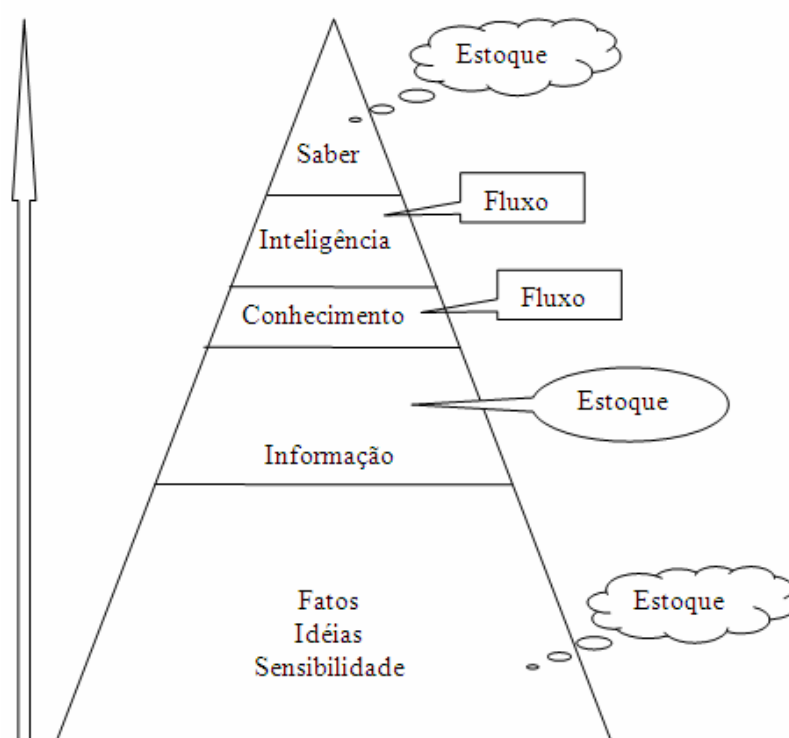 Estoque
Saber
Fluxo
Inteligência
Fluxo
Conhecimento
Estoque
Informação
Fatos
Idéias
Sensibilidade
Estoque